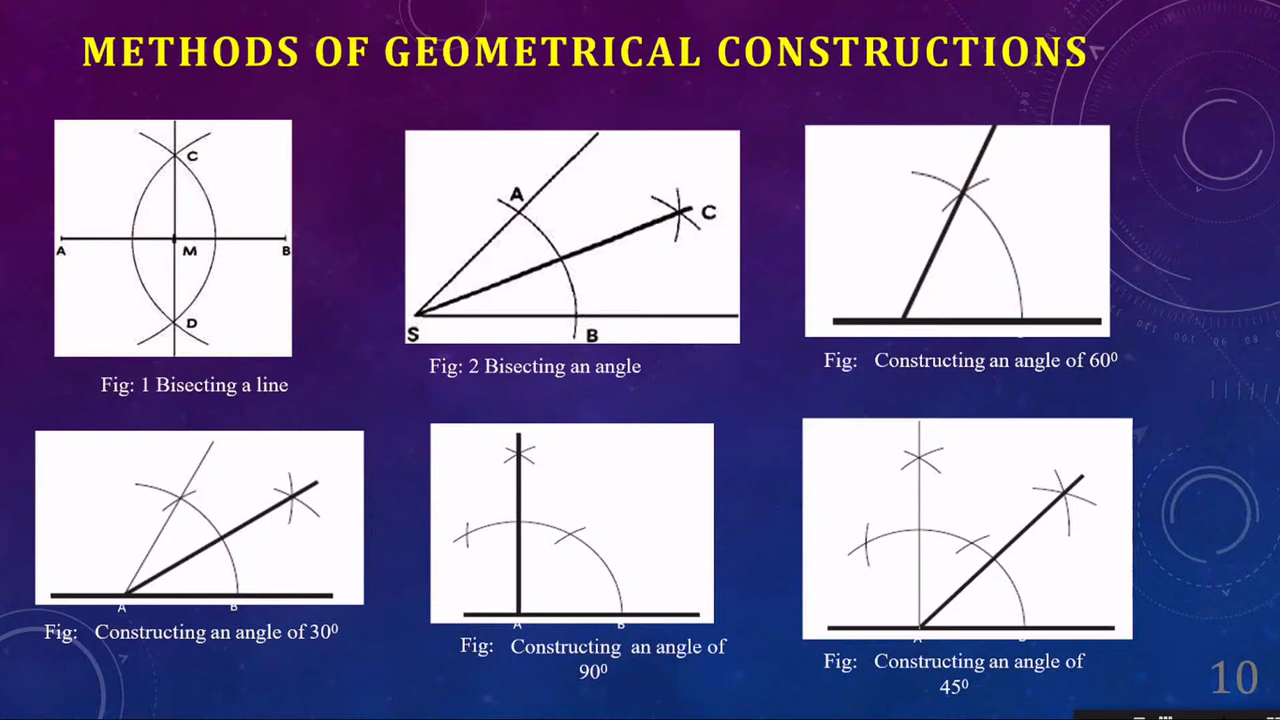 METHODS OF GEOMETRICAL CONSTRUCTIONS
C
A
M
B
D
Fig: 1 Bisecting a line
A
C
S
B
Fig: 2 Bisecting an angle
Fig: Constructing an angle of 60⁰
A
B
Fig: Constructing an angle of 30⁰
A
B
Fig: Constructing an angle of
90⁰
A
B
Fig: Constructing an angle of
45⁰
10